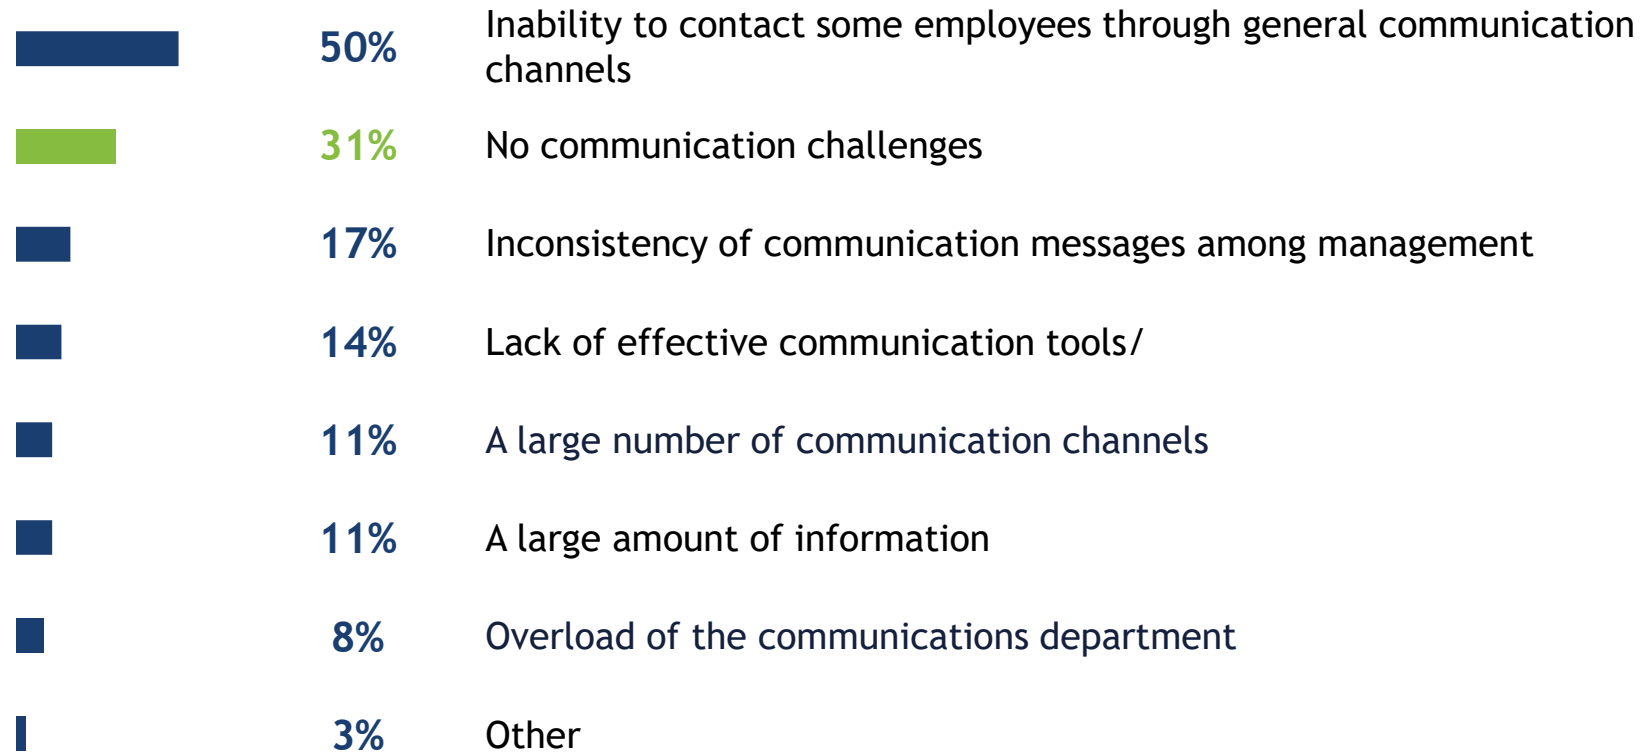 50% Inability to contact some employees through general communication
channels
31% No communication challenges
17% Inconsistency of communication messages among management
14% Lack of effective communication tools/
11% A large number of communication channels
11% A large amount of information
8% Overload of the communications department
3% Other